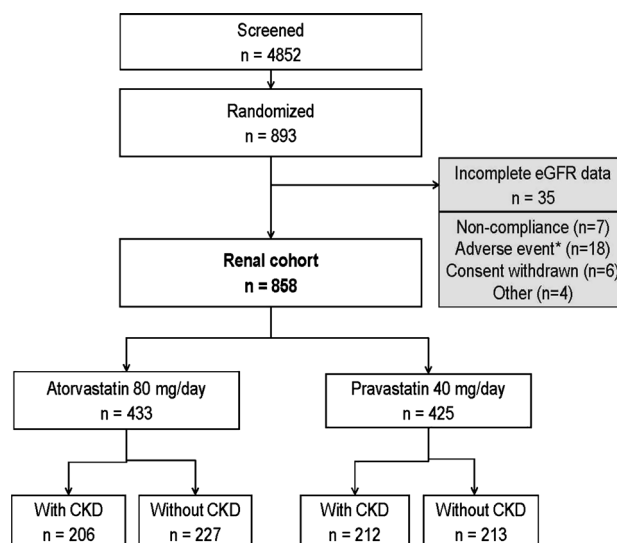 Screened
n = 4852
Randomized
n = 893
Incomplete eGFR data
n = 35
Non-compliance (n=7)
Adverse event* (n=18)
Consent withdrawn (n=6)
Other (n=4)
Renal cohort
n = 858
Atorvastatin 80 mg/day
n = 433
Pravastatin 40 mg/day
n = 425
With CKD
n = 206
Without CKD
n = 227
With CKD
n = 212
Without CKD
n = 213